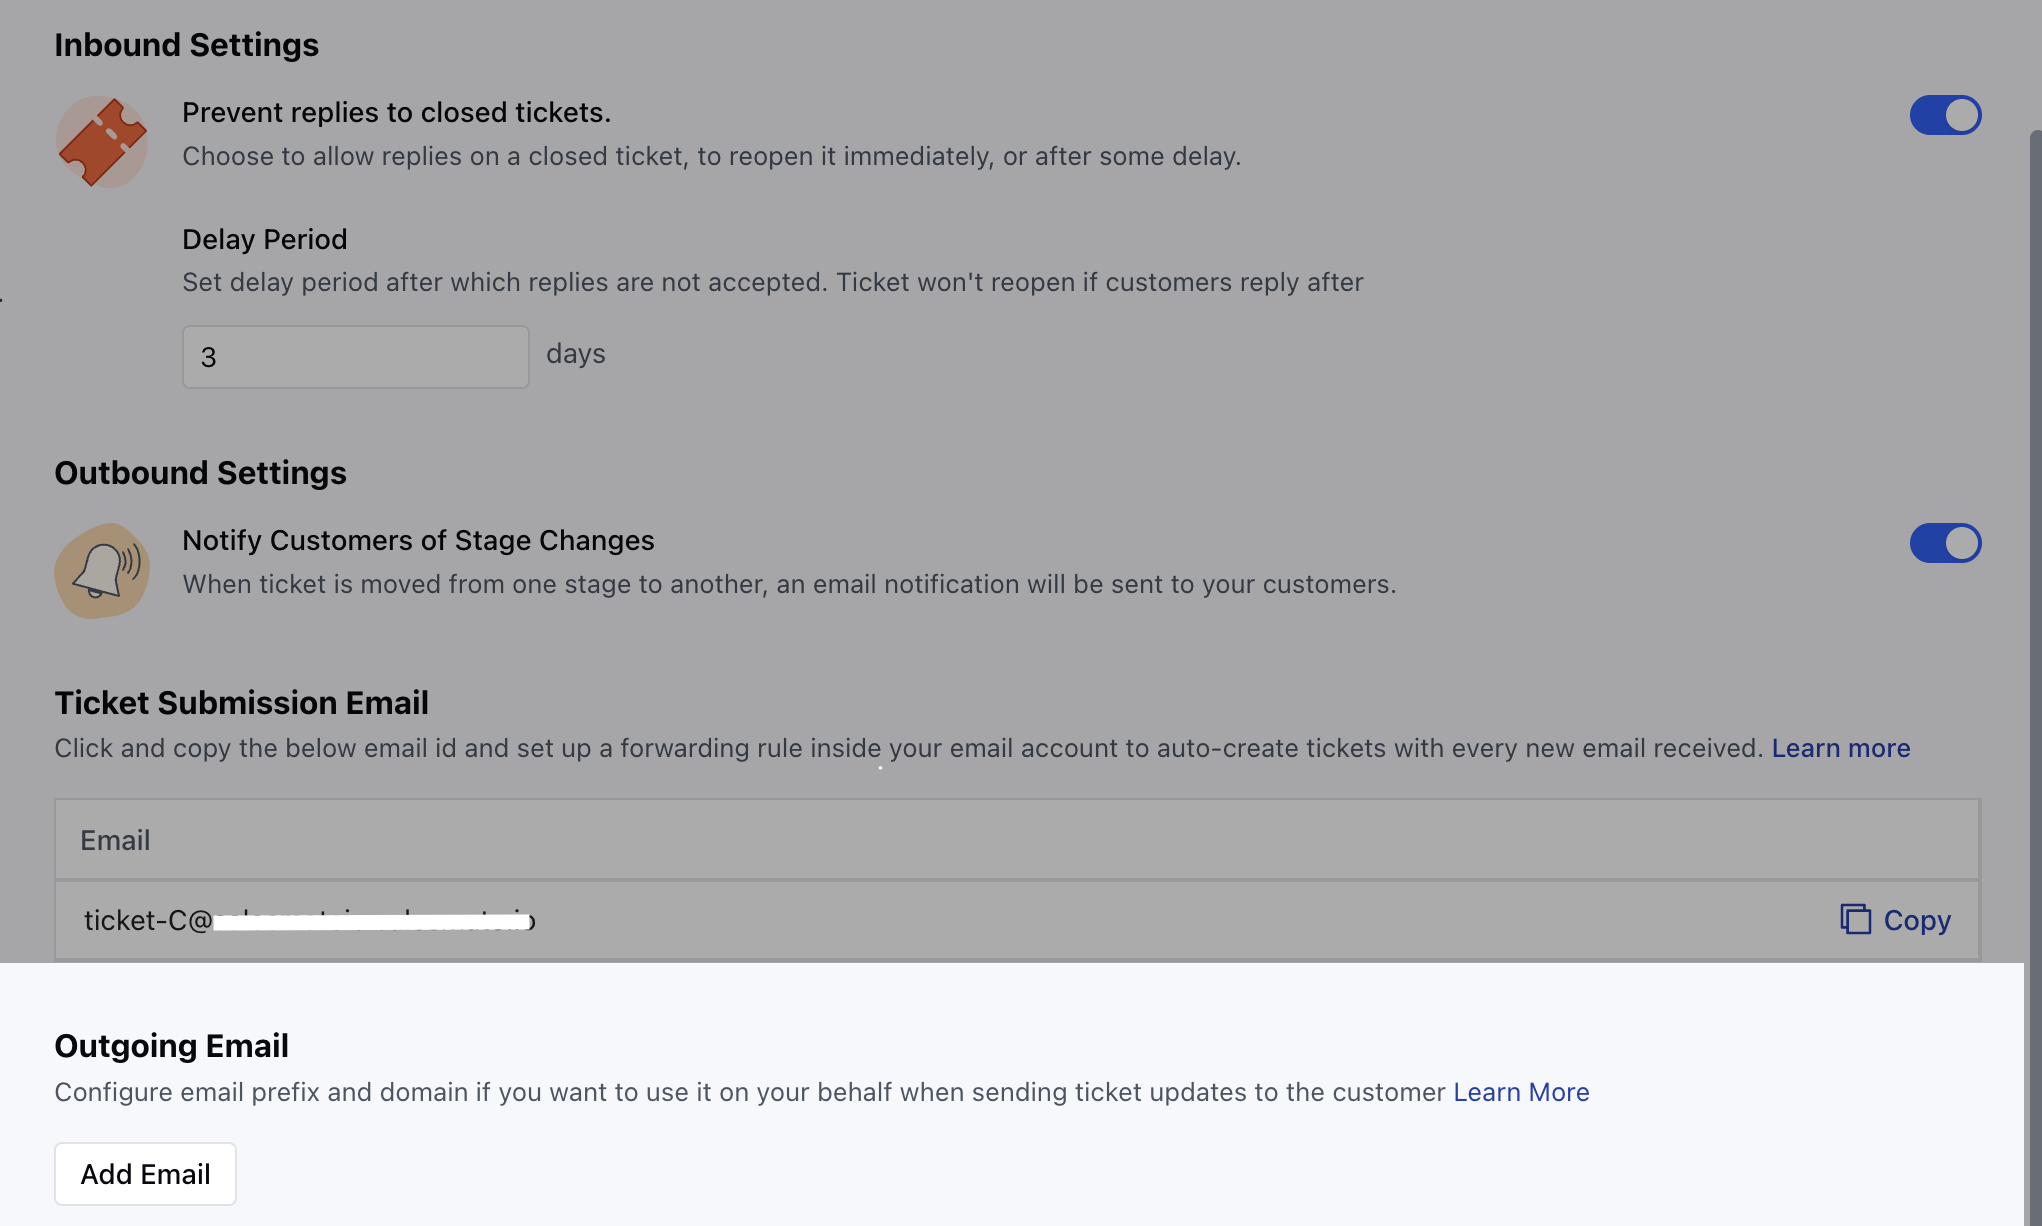 Inbound Settings
Prevent replies to closed tickets.
Choose to allow replies on a closed ticket, to reopen it immediately, or after some delay.
Delay Period
Set delay period after which replies are not accepted. Ticket won't reopen if customers reply after
3 days
Outbound Settings
Notify Customers of Stage Changes
When ticket is moved from one stage to another, an email notification will be sent to your customers.
Ticket Submission Email
Click and copy the below email id and set up a forwarding rule inside your email account to auto-create tickets with every new email received. Learn more
Email
ticket-C@
Copy
Outgoing Email
Configure email prefix and domain if you want to use it on your behalf when sending ticket updates to the customer Learn More
Add Email